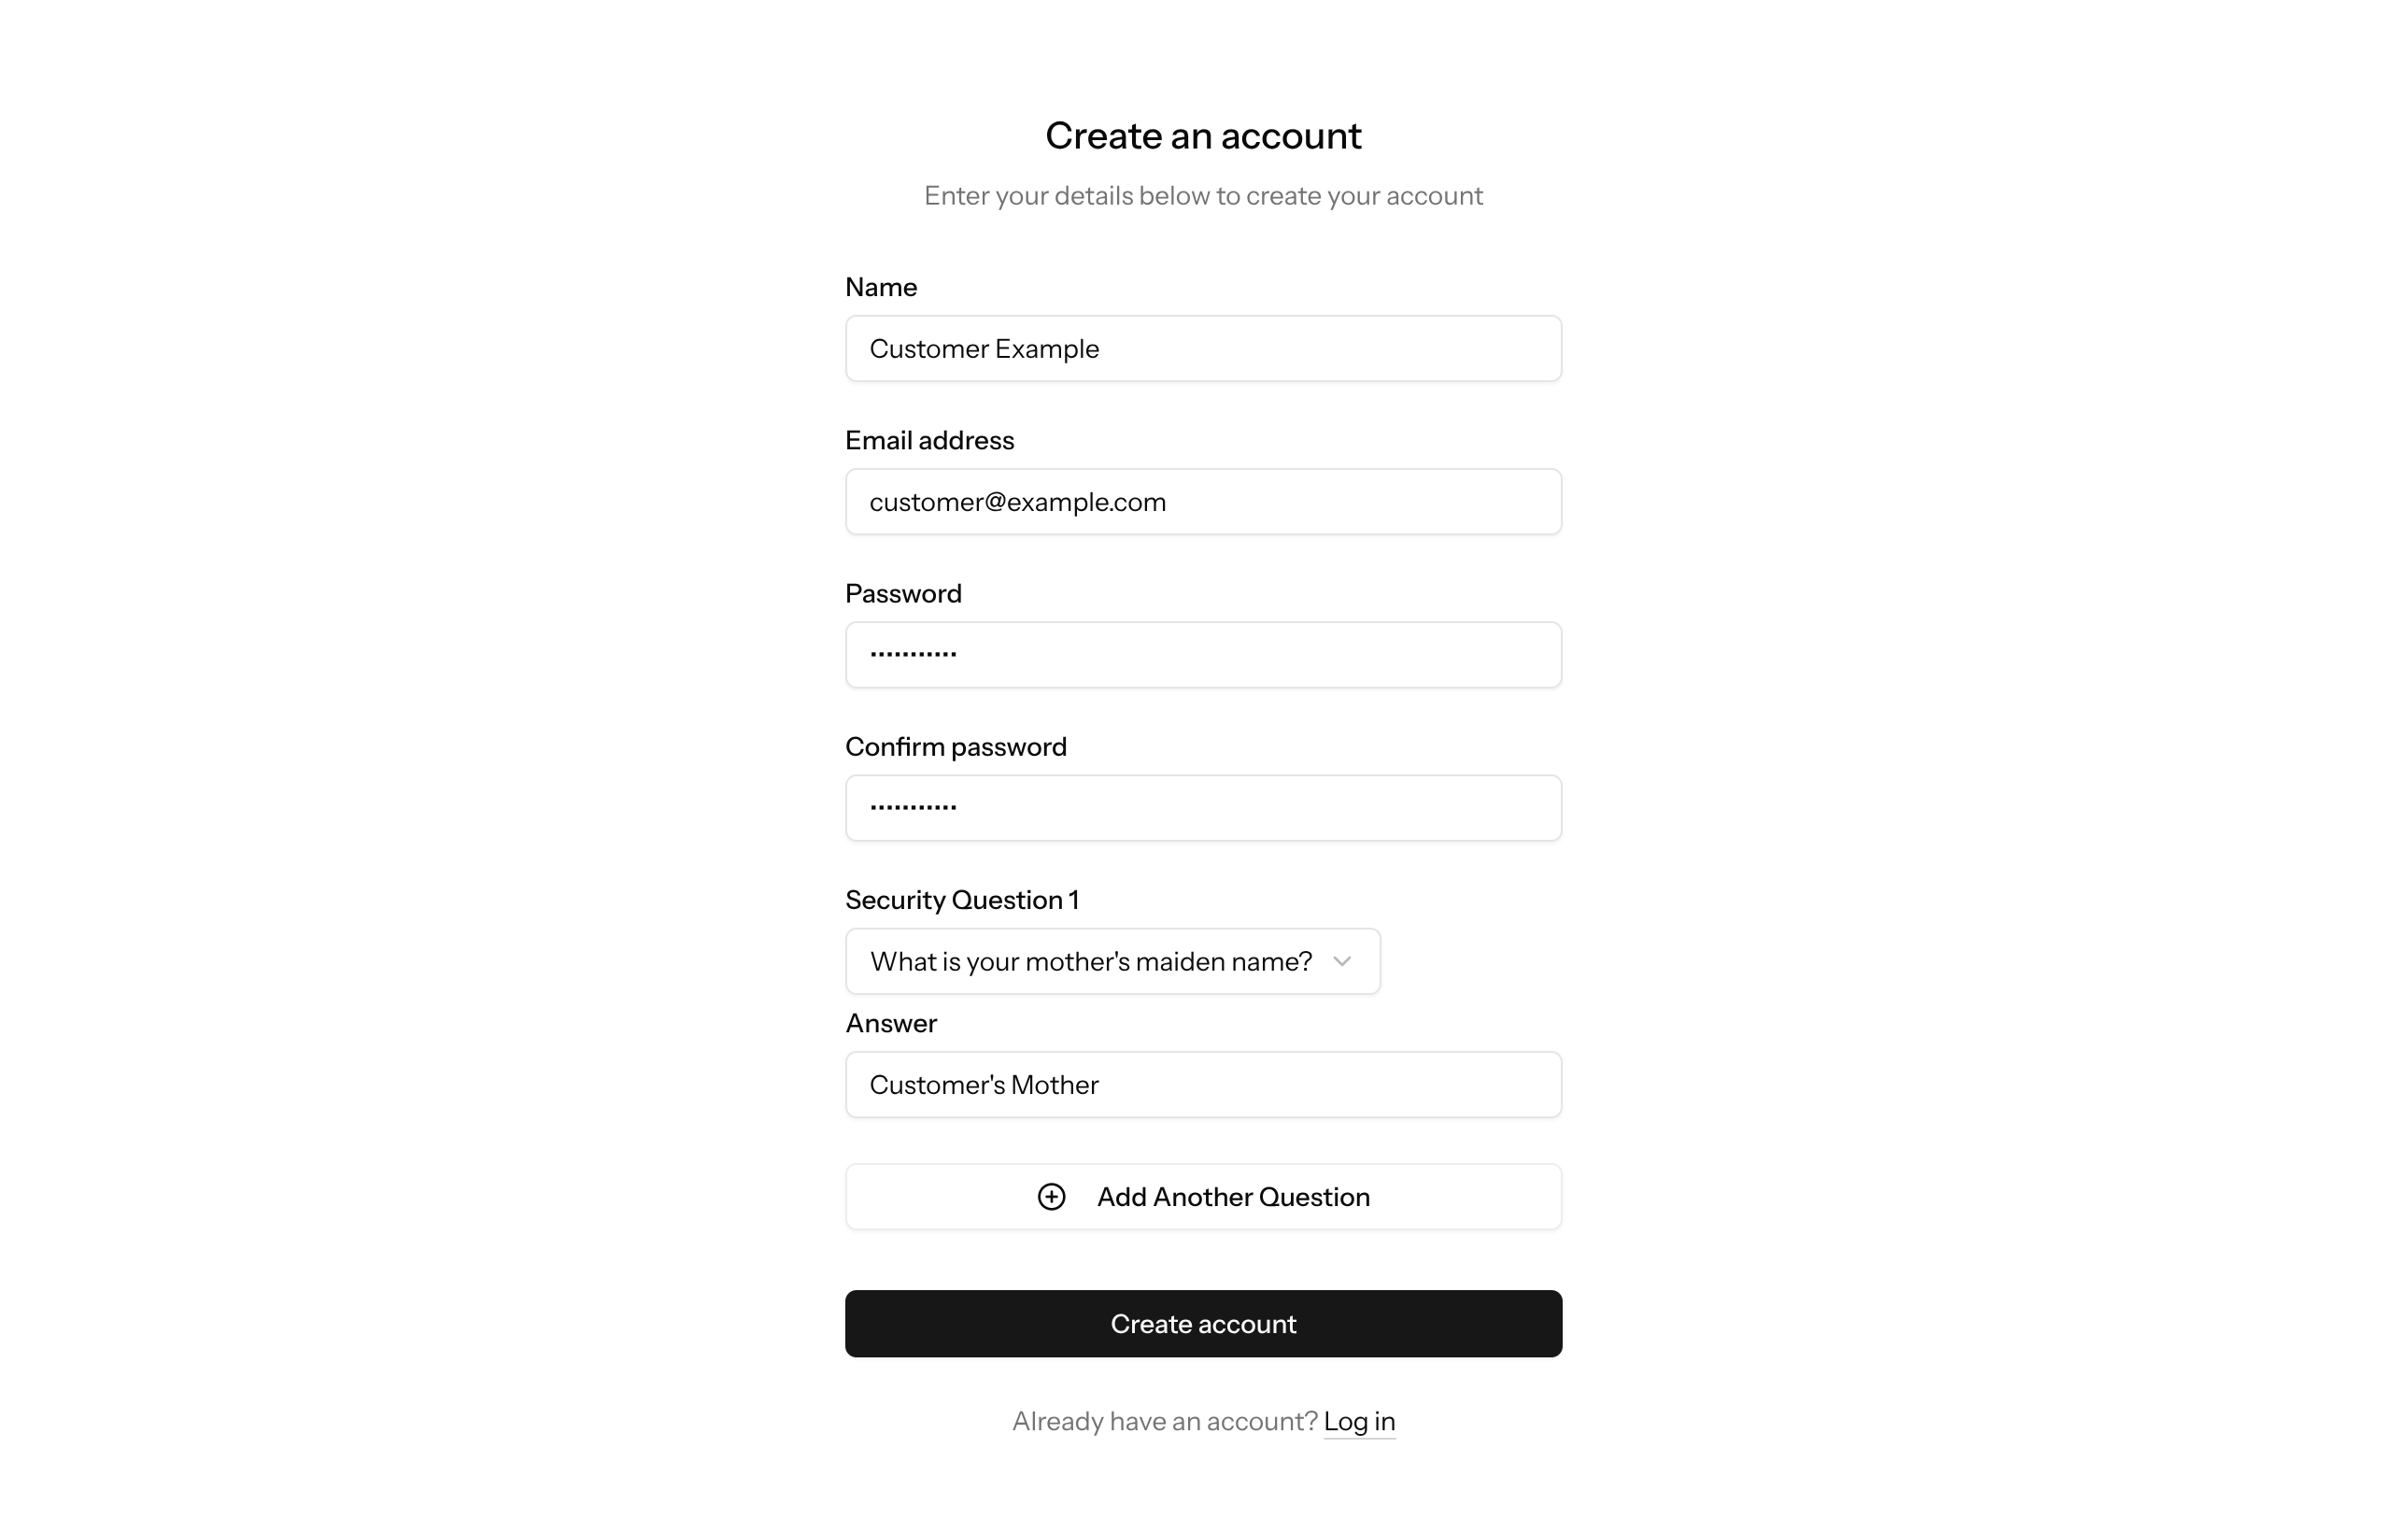 Create an account
Enter your details below to create your account
Name
Customer Example
Email address
customer@example.com
Password
•••••••••••
Confirm password
•••••••••••
Security Question 1
What is your mother's maiden name?
Answer
Customer's Mother
Add Another Question
Create account
Already have an account? Log in